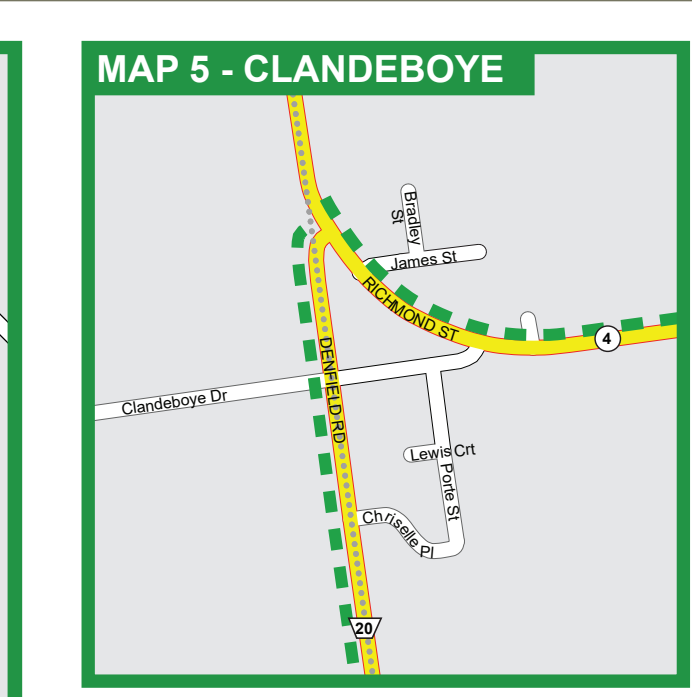 MAP 5 - CLANDEBOYE
Bradley
St
James St
RICHMOND ST
4
DENFIELD RD
Clandeboye Dr
Lewis Crt
Porte St
Chriselle Pl
20